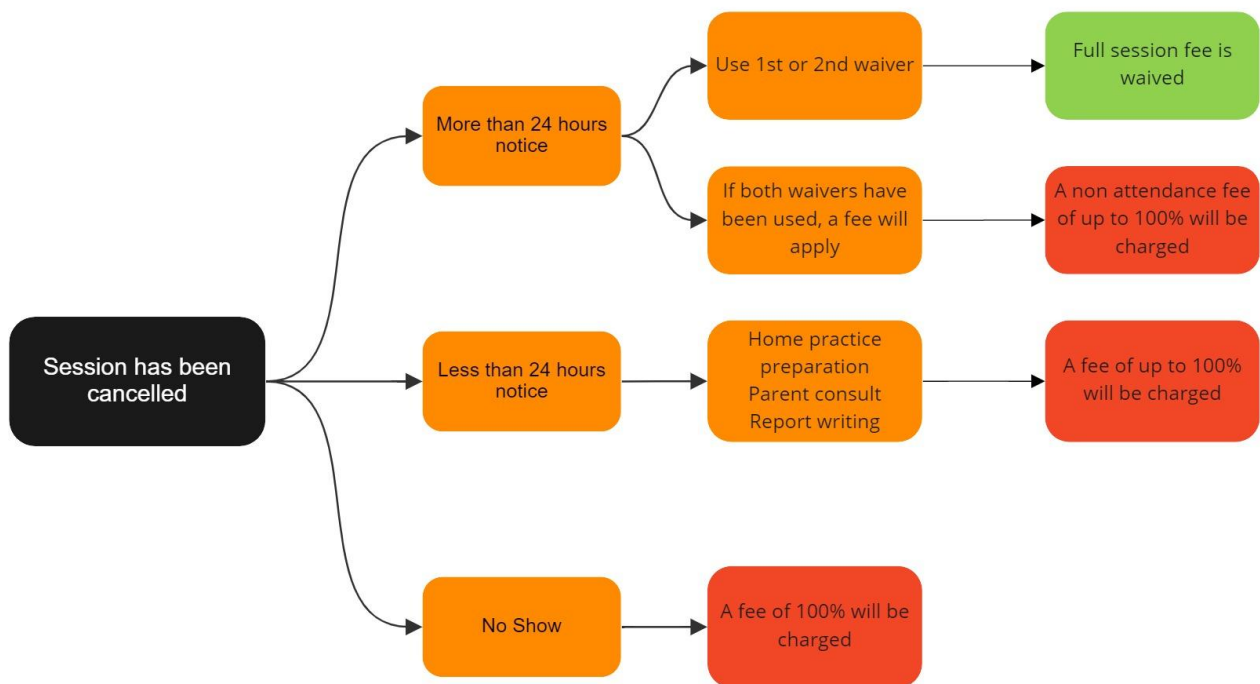 Use 1st or 2nd waiver
Full session fee is
waived
More than 24 hours
notice
If both waivers have
been used, a fee will
apply
A non attendance fee
of up to 100% will be
charged
Session has been
cancelled
Less than 24 hours
notice
Home practice
preparation
Parent consult
Report writing
A fee of up to 100%
will be charged
No Show
A fee of 100% will be
charged